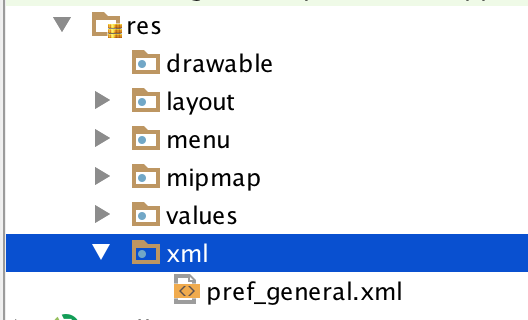 res
drawable
layout
menu
mipmap
values
xml
pref_general.xml